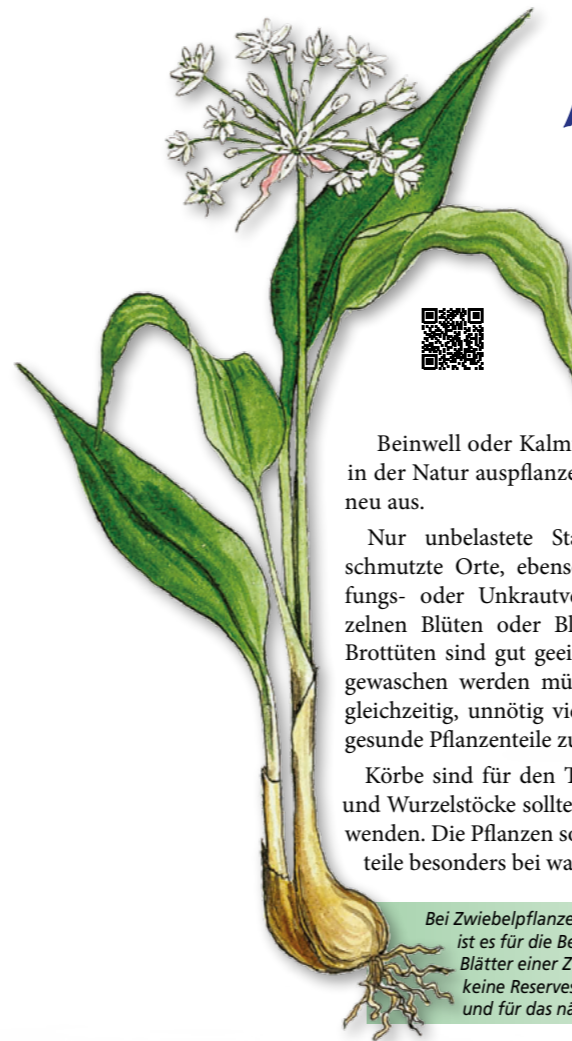 Beinwell oder Kalm
in der Natur auspflanze
neu aus.
Nur unbelastete Sta
schmutzte Orte, ebens
fungs- oder Unkrautve
zelnen Blüten oder Bl
Brottüten sind gut geei
gewaschen werden mü
gleichzeitig, unnötig vie
gesunde Pflanzenteile zu
Körbe sind für den T
und Wurzelstöcke sollte
wenden. Die Pflanzen so
teile besonders bei wa
Bei Zwiebelpflanze
ist es für die Be
Blätter einer Z
keine Reserves
und für das nä